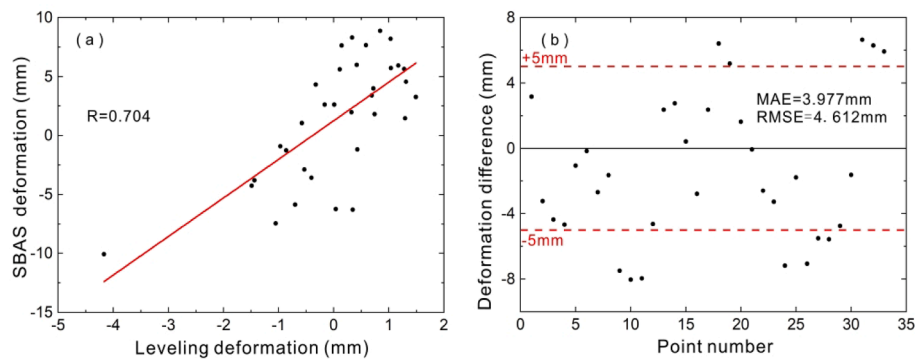 (a)
R=0.704
SBAS deformation (mm)
10
5
0
-5
-10
-15
-5
-4
-3
-2
-1
0
1
2
Leveling deformation (mm)
(b)
+5mm
MAE=3.977mm
RMSE=4.612mm
-5mm
Deformation difference (mm)
8
4
0
-4
-8
0
5
10
15
20
25
30
35
Point number